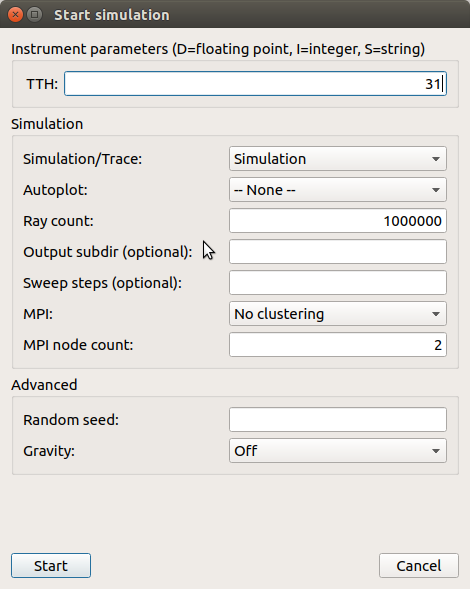 Start simulation
Instrument parameters (D=floating point, I=integer, S=string)
TTH: 31
Simulation
Simulation/Trace: Simulation
Autoplot: -- None --
Ray count: 1000000
Output subdir (optional):
Sweep steps (optional):
MPI: No clustering
MPI node count: 2
Advanced
Random seed:
Gravity: Off
Start Cancel